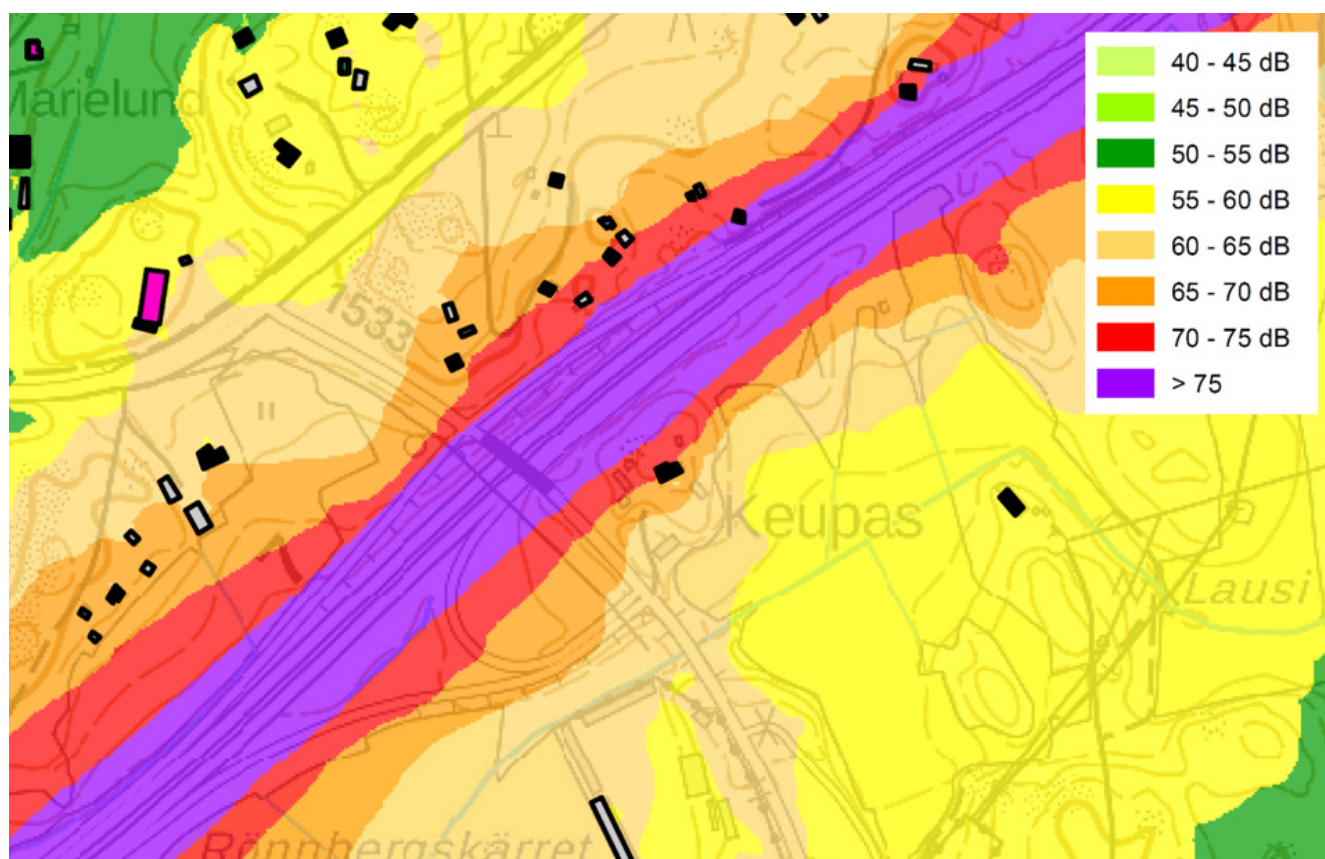 Marielund
1533
Keupas
Lausi
Rönnbergskärret
40 - 45 dB
45 - 50 dB
50 - 55 dB
55 - 60 dB
60 - 65 dB
65 - 70 dB
70 - 75 dB
> 75